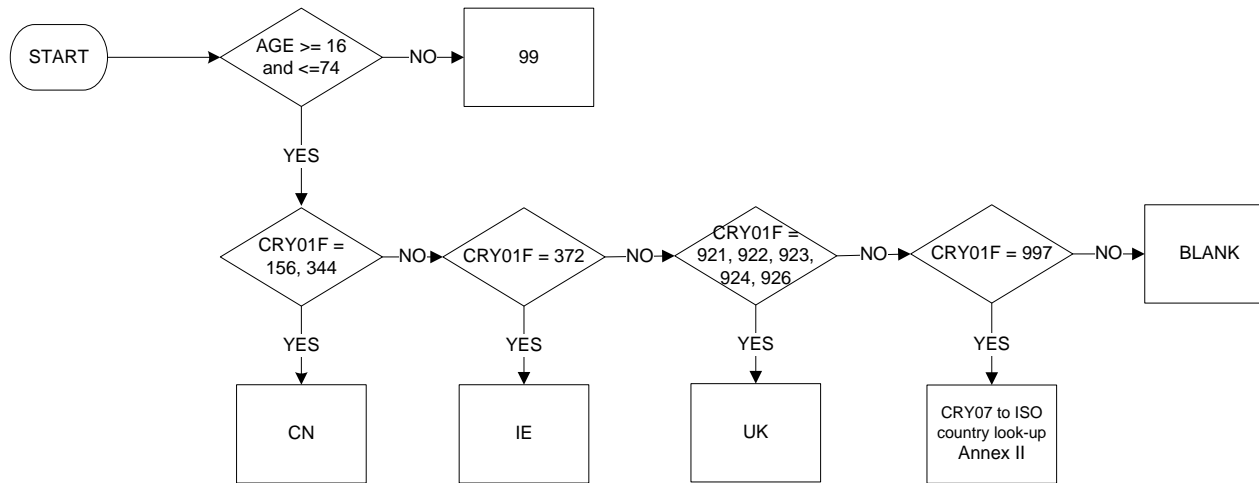 START
AGE >= 16
and <=74
NO
99
YES
CRY01F =
156, 344
NO
CRY01F = 372
NO
CRY01F =
921, 922, 923,
924, 926
NO
CRY01F = 997
NO
BLANK
YES
YES
YES
YES
CN
IE
UK
CRY07 to ISO
country look-up
Annex II